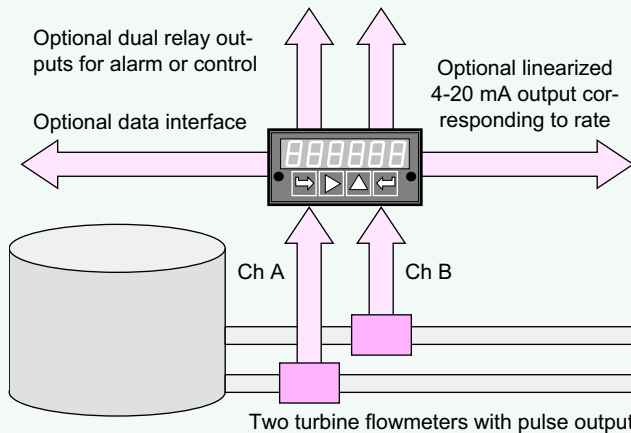 Optional dual relay out-
puts for alarm or control
Optional linearized
4-20 mA output cor-
responding to rate
Optional data interface
888888
Ch A
Ch B
Two turbine flowmeters with pulse output